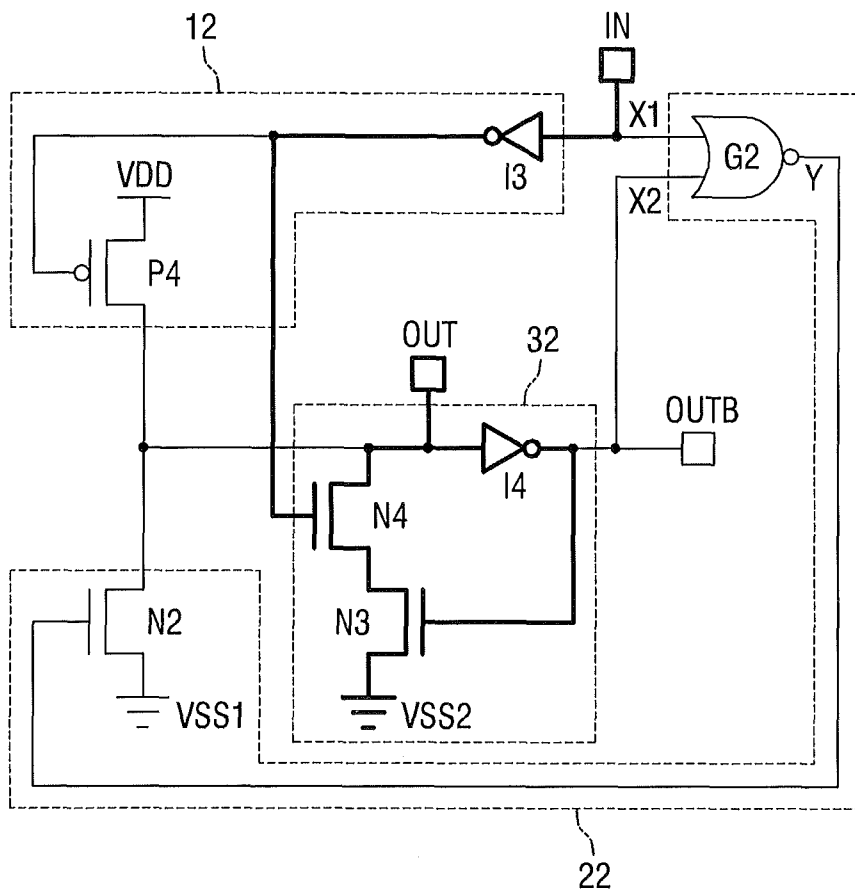 12
IN
X1
G2
Y
I3
X2
VDD
P4
OUT
32
OUTB
I4
N4
N2
N3
VSS1
VSS2
22